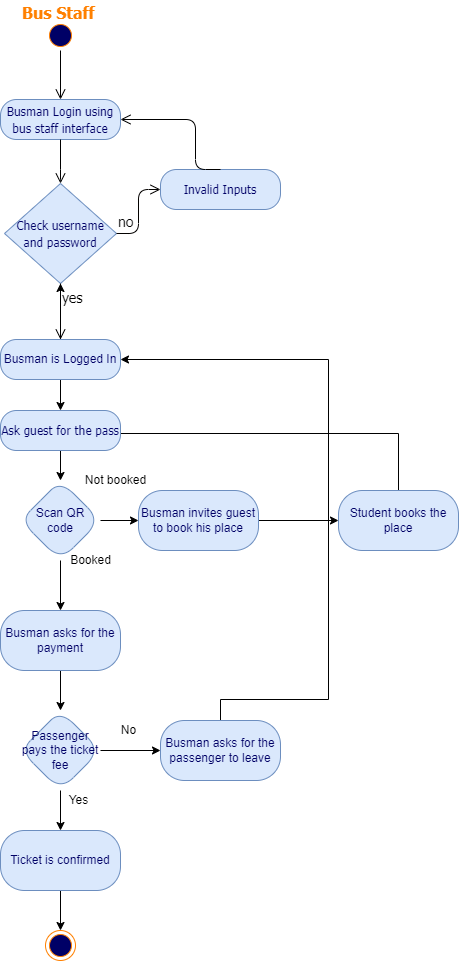 Bus Staff
Busman Login using
bus staff interface
Invalid Inputs
Check username
and password
no
yes
Busman is Logged In
Ask guest for the pass
Not booked
Scan QR
code
Busman invites guest
to book his place
Student books the
place
Booked
Busman asks for the
payment
Passenger
pays the ticket
fee
No
Busman asks for the
passenger to leave
Yes
Ticket is confirmed